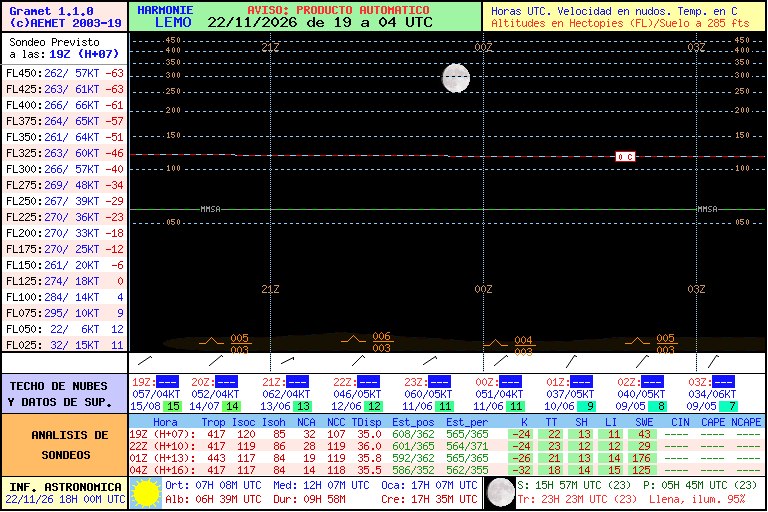 Gramet 1.1.0
(c)AEMET 2003-19
HARMONIE
LEMO
AVISO: PRODUCTO AUTOMATICO
22/11/2026 de 19 a 04 UTC
Horas UTC. Velocidad en nudos. Temp. en C
Altitudes en Hectopies (FL)/Suelo a 285 fts
Sondeo Previsto
a las: 19Z (H+07)
FL450: 262/ 57KT -63
FL425: 263/ 61KT -63
FL400: 266/ 66KT -61
FL375: 264/ 65KT -57
FL350: 261/ 64KT -51
FL325: 263/ 60KT -46
FL300: 266/ 57KT -40
FL275: 269/ 48KT -34
FL250: 267/ 39KT -29
FL225: 270/ 36KT -23
FL200: 270/ 33KT -18
FL175: 270/ 25KT -12
FL150: 261/ 20KT -6
FL125: 274/ 18KT 0
FL100: 284/ 14KT 4
FL075: 295/ 10KT 9
FL050: 22/ 6KT 12
FL025: 32/ 15KT 11
21Z 00Z 03Z
450 450
400 400
350 350
300 300
250 250
200 200
150 150
0 C
100 100
MMSA MMSA
050 050
21Z 00Z 03Z
005 006 004 005
003 003 003 003
TECHO DE NUBES
Y DATOS DE SUP.
19Z:--- 20Z:--- 21Z:--- 22Z:--- 23Z:--- 00Z:--- 01Z:--- 02Z:--- 03Z:---
057/04KT 052/04KT 062/04KT 056/04KT 060/05KT 051/04KT 037/05KT 040/05KT 034/06KT
15/08 15 14/07 14 13/06 13 12/06 12 11/06 11 11/06 11 10/06 9 09/05 8 09/05 7
ANALISIS DE
SONDEOS
Hora Trop Isoc Isoh NCA NCC TDisp Est_pos Est_per K TT SH LI SWE CIN CAPE NCAPE
19Z (H+07): 417 120 85 32 107 35.0 608/362 565/365 -24 22 13 11 43 ---- ---- ----
22Z (H+10): 417 119 86 28 119 36.0 601/365 564/371 -24 23 12 12 29 ---- ---- ----
01Z (H+13): 443 117 84 19 119 35.8 592/362 565/365 -26 21 13 14 176 ---- ---- ----
04Z (H+16): 417 117 84 14 118 35.5 586/352 562/355 -32 18 14 15 125 ---- ---- ----
INF. ASTRONOMICA
22/11/26 18H 00M UTC
Ort: 07H 08M UTC Med: 12H 07M UTC Oca: 17H 07M UTC
Alb: 06H 39M UTC Dur: 09H 58M Cre: 17H 35M UTC
S: 15H 57M UTC (23) P: 05H 45M UTC (23)
Tr: 23H 23M UTC (23) Llena, ilum. 95%